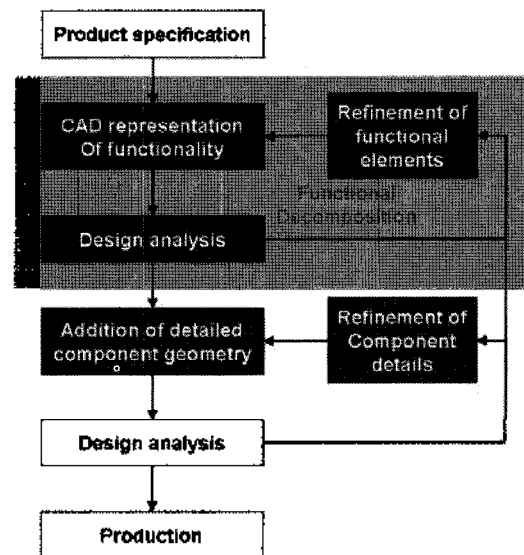 Product specification
CAD representation
Of functionality
Refinement of
functional
elements
Functional
Decomposition
Design analysis
Addition of detailed
component geometry
Refinement of
Component
details
Design analysis
Production